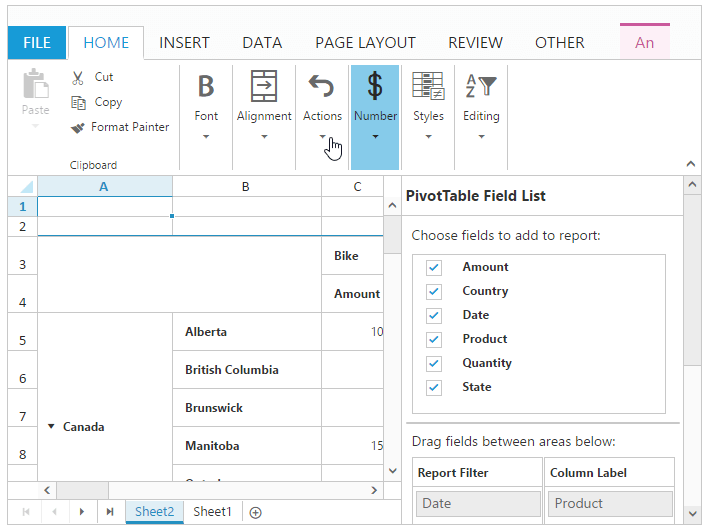 FILE HOME INSERT DATA PAGE LAYOUT REVIEW OTHER An
Paste
Cut
Copy
Format Painter
Clipboard
B
Font
Alignment
Actions
$
Number
Styles
A
Z
Editing
A B C
1
2
3 Bike
4 Amount
5 Alberta 10
6 British Columbia
7 Brunswick
Canada
8 Manitoba 15
Sheet2 Sheet1
PivotTable Field List
Choose fields to add to report:
Amount
Country
Date
Product
Quantity
State
Drag fields between areas below:
Report Filter Column Label
Date Product